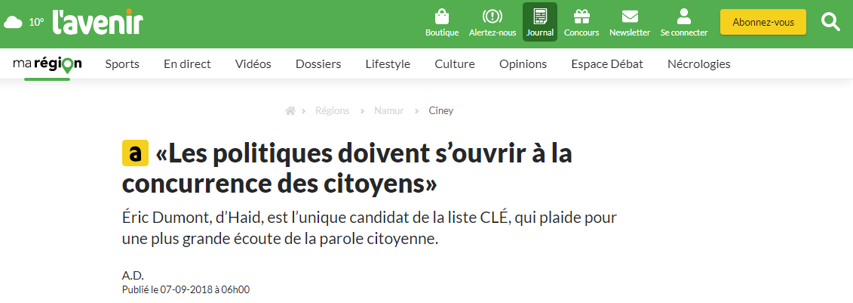 10° l'avenir Boutique Alertez-nous Journal Concours Newsletter Se connecter Abonnez-vous
ma région Sports En direct Vidéos Dossiers Lifestyle Culture Opinions Espace Débat Nécrologies
Régions > Namur > Ciney
a «Les politiques doivent s’ouvrir à la
concurrence des citoyens»
Éric Dumont, d’Haid, est l’unique candidat de la liste CLÉ, qui plaide pour
une plus grande écoute de la parole citoyenne.
A.D.
Publié le 07-09-2018 à 06h00